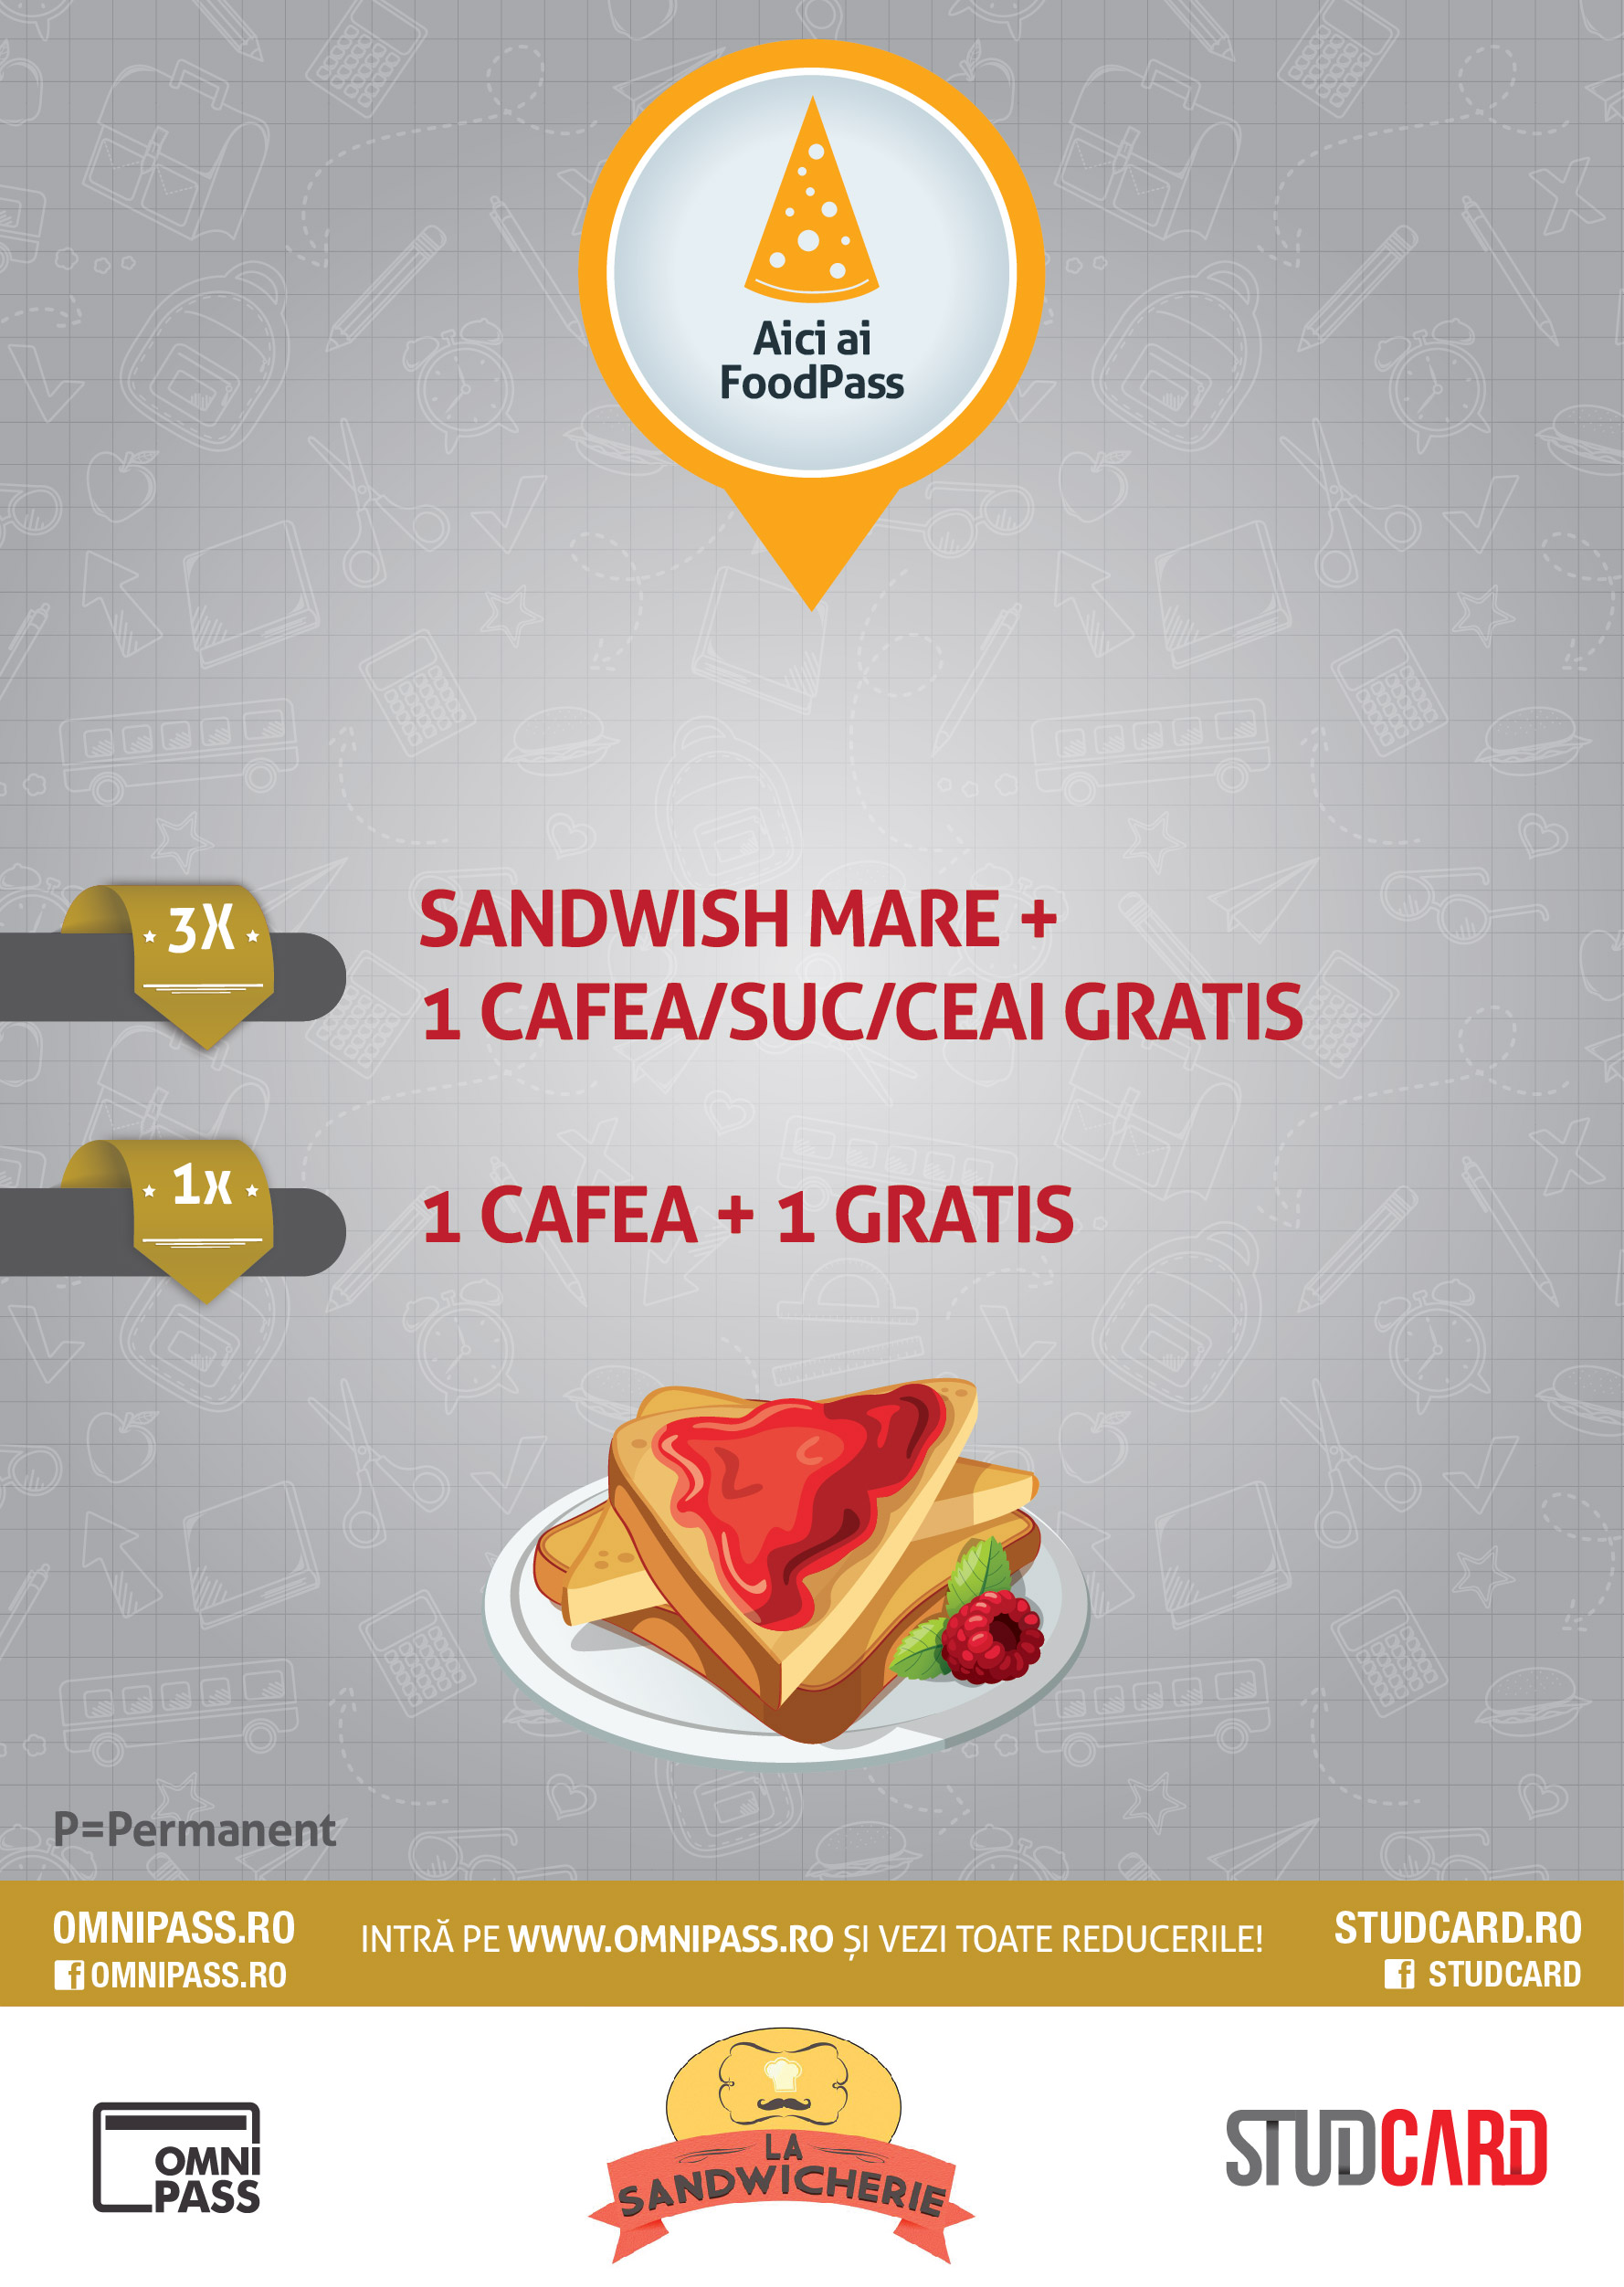 Aici ai
FoodPass
3X
SANDWISH MARE +
1 CAFEA/SUC/CEAI GRATIS
1x
1 CAFEA + 1 GRATIS
P=Permanent
OMNIPASS.RO
f OMNIPASS.RO
INTRĂ PE WWW.OMNIPASS.RO ȘI VEZI TOATE REDUCERILE!
STUDCARD.RO
f STUDCARD
OMNI
PASS
LA
SANDWICHERIE
STUDCARD